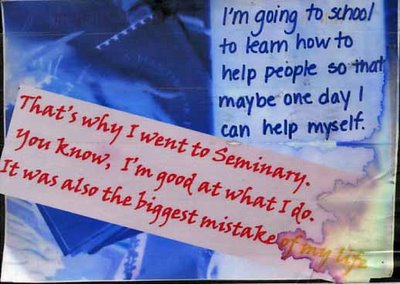 I'm going to school
to learn how to
help people so that
maybe one day I
can help myself.
That's why I went to Seminary.
You know, I'm good at what I do.
It was also the biggest mistake of my life